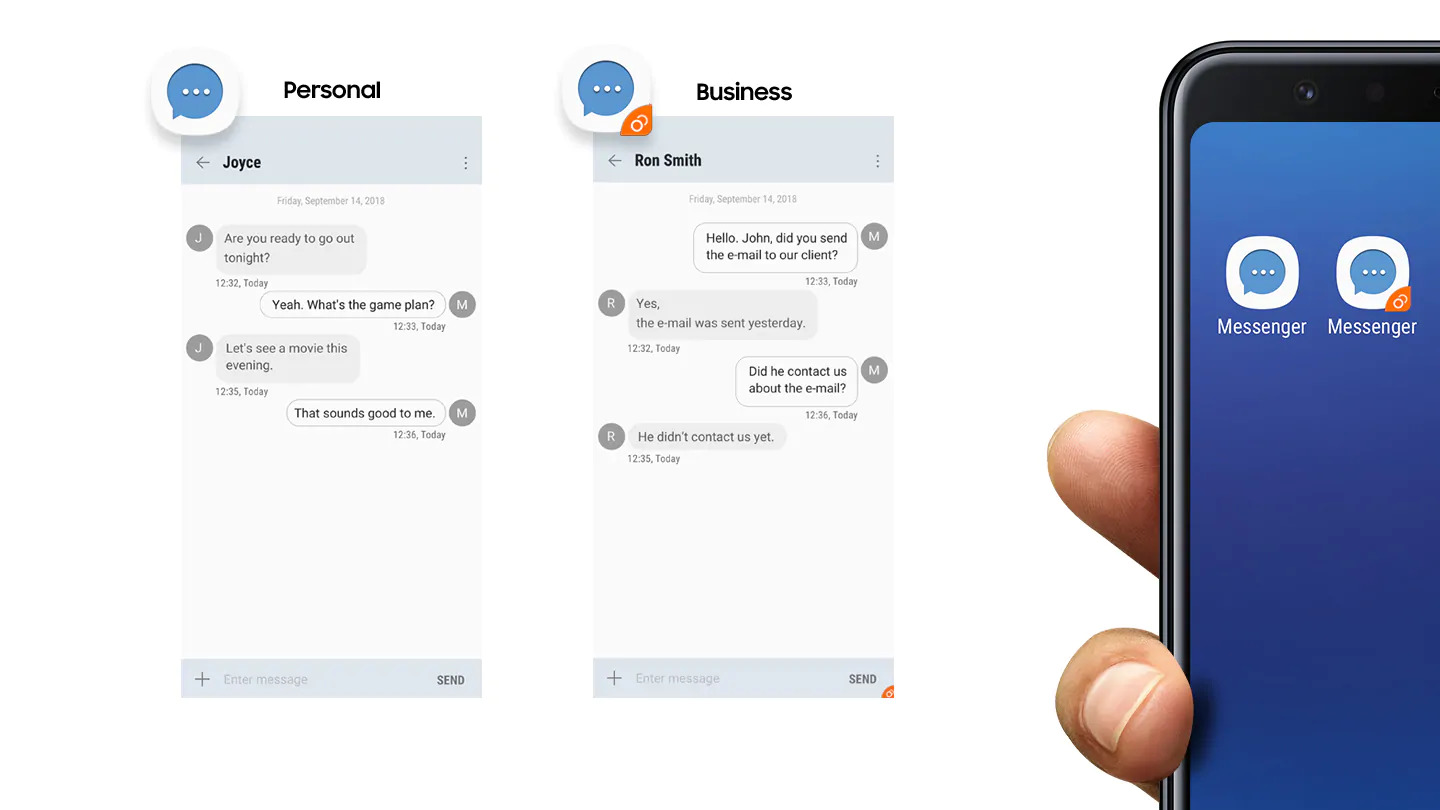 Personal
Joyce
Friday, September 14, 2018
J
Are you ready to go out
tonight?
12:32, Today
Yeah. What's the game plan?
M
12:33, Today
J
Let's see a movie this
evening.
12:35, Today
That sounds good to me.
M
12:36, Today
Enter message
SEND
Business
Ron Smith
Friday, September 14, 2018
Hello. John, did you send
the e-mail to our client?
M
12:33, Today
R
Yes,
the e-mail was sent yesterday.
12:32, Today
Did he contact us
about the e-mail?
M
12:36, Today
R
He didn't contact us yet.
12:35, Today
Enter message
SEND
Messenger
Messenger